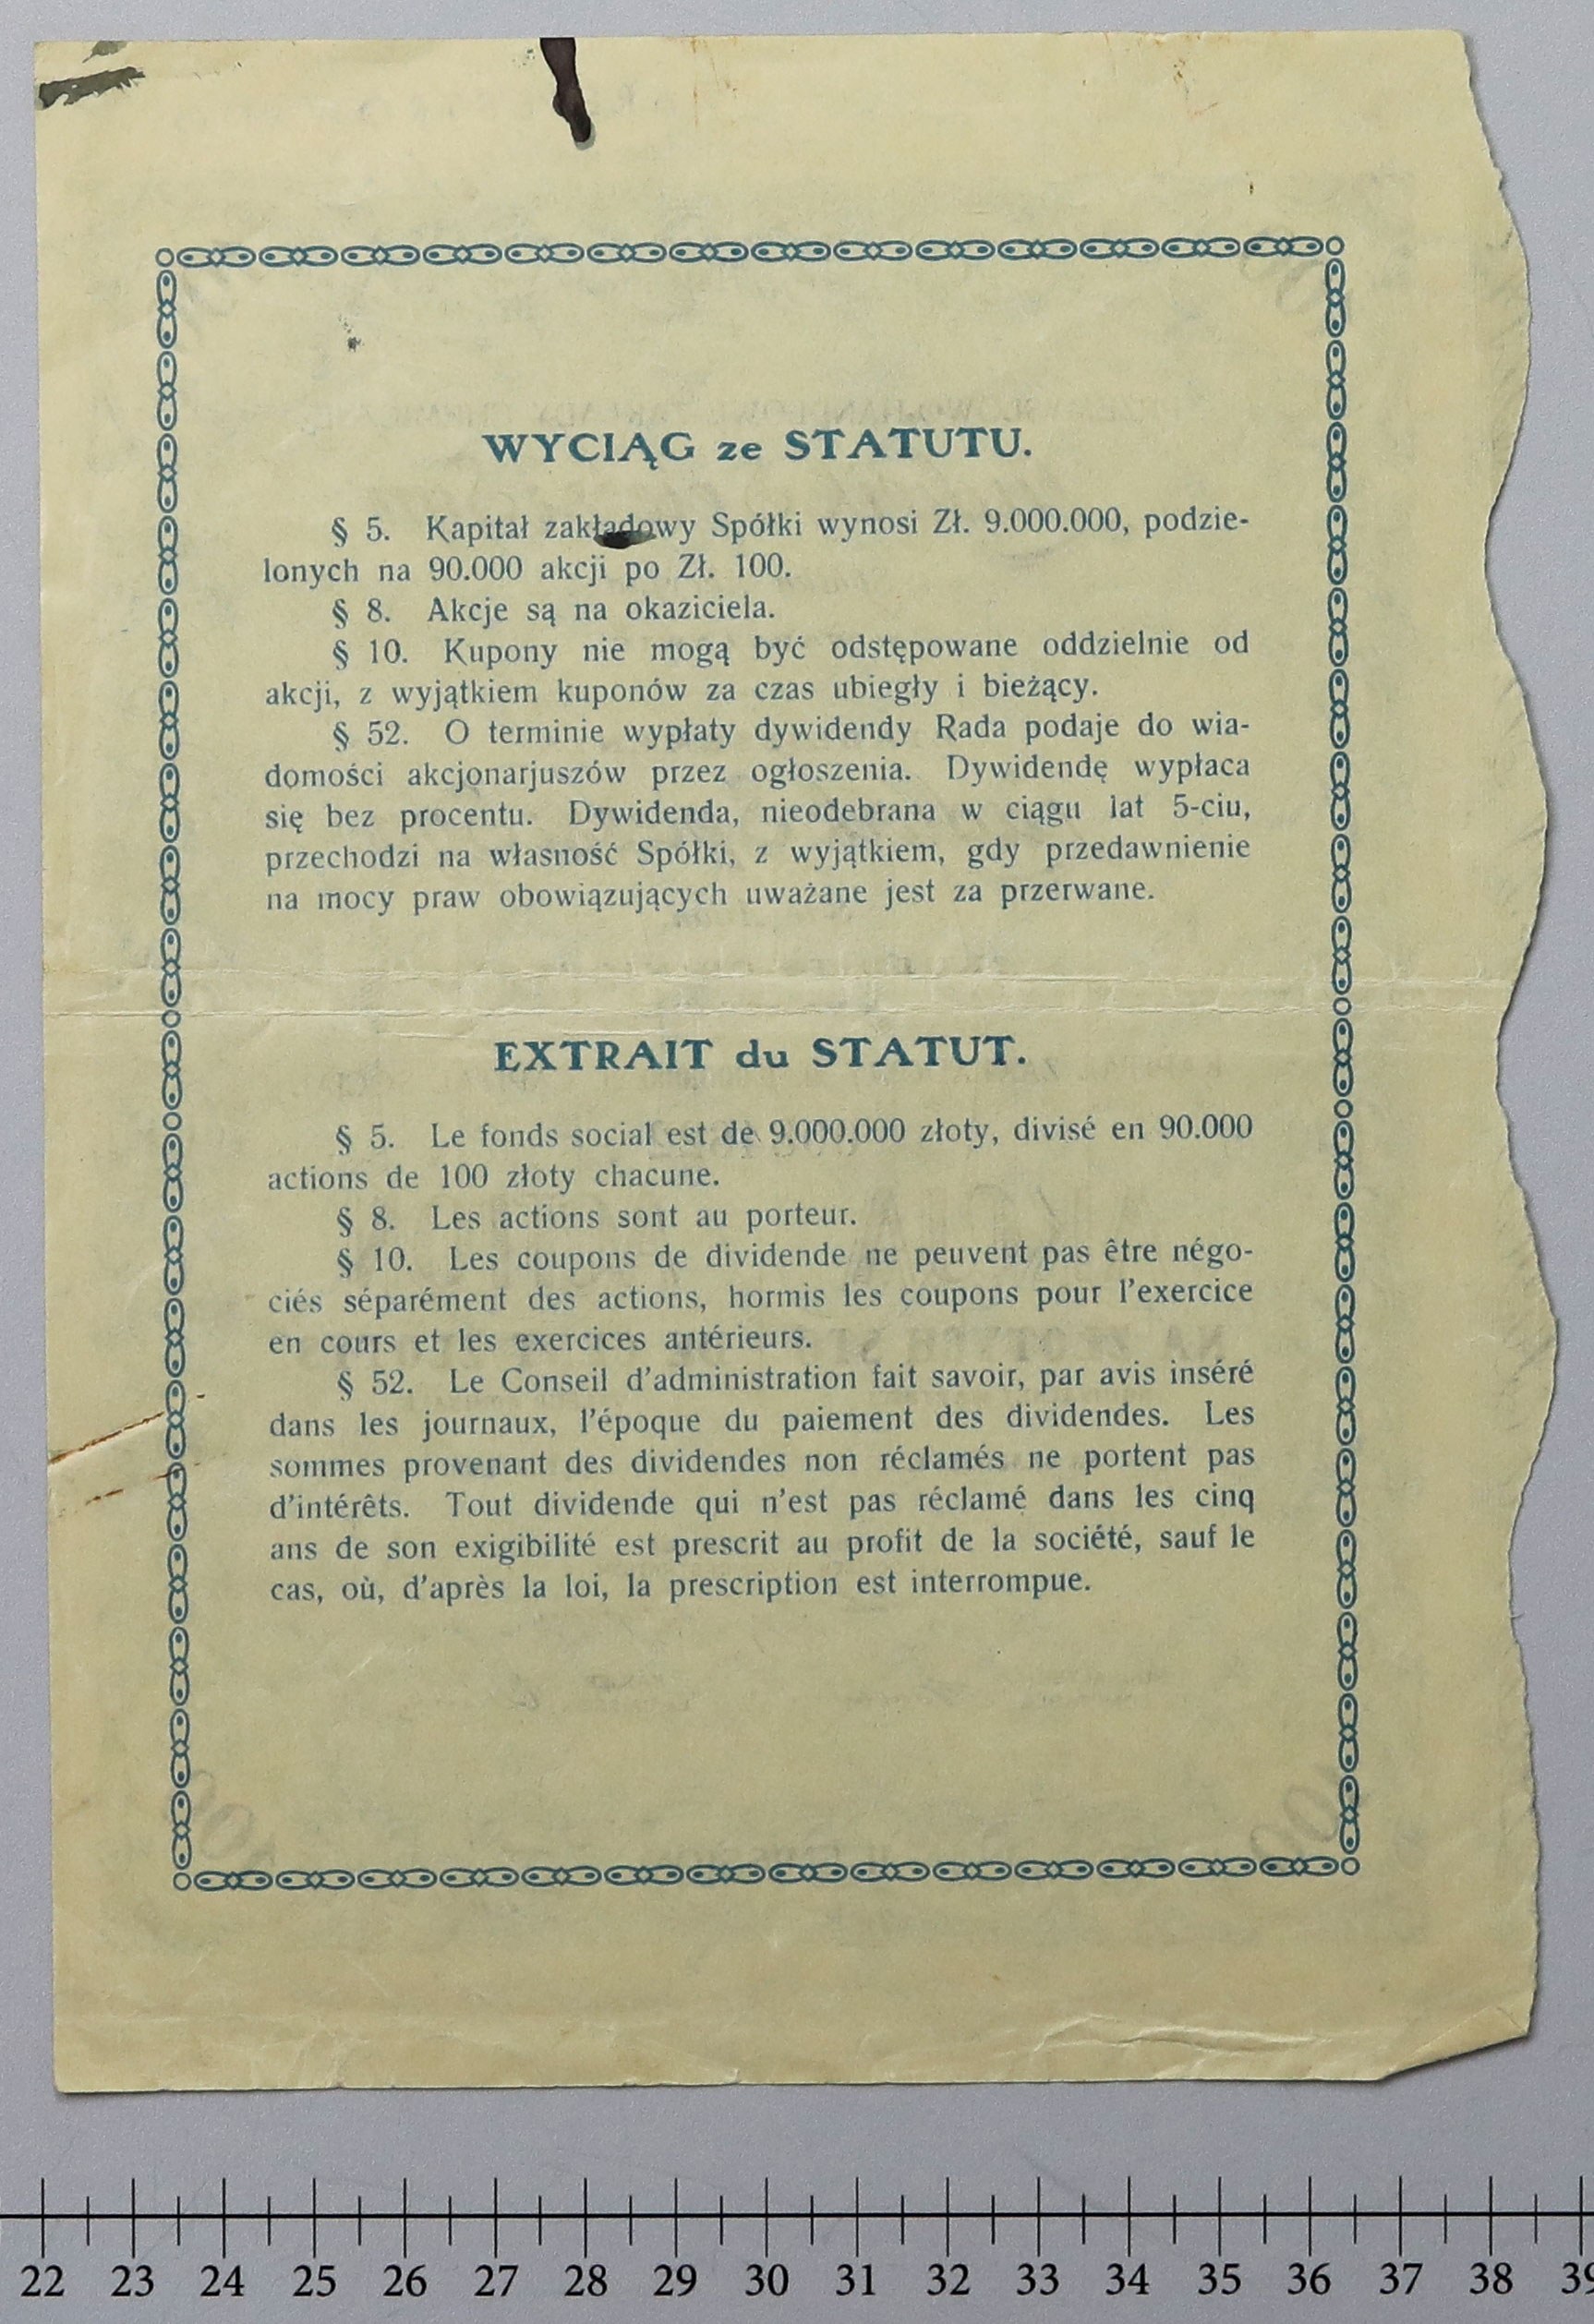 WYCIĄG ze STATUTU.
§ 5. Kapitał zakładowy Spółki wynosi Zł. 9.000.000, podzie-
lonych na 90.000 akcji po Zł. 100.
§ 8. Akcje są na okaziciela.
§ 10. Kupony nie mogą być odstępowane oddzielnie od
akcji, z wyjątkiem kuponów za czas ubiegły i bieżący.
§ 52. O terminie wypłaty dywidendy Rada podaje do wia-
domości akcjonarjuszów przez ogłoszenia. Dywidendę wypłaca
się bez procentu. Dywidenda, nieodebrana w ciągu lat 5-ciu,
przechodzi na własność Spółki, z wyjątkiem, gdy przedawnienie
na mocy praw obowiązujących uważane jest za przerwane.
EXTRAIT du STATUT.
§ 5. Le fonds social est de 9.000.000 złoty, divisé en 90.000
actions de 100 złoty chacune.
§ 8. Les actions sont au porteur.
§ 10. Les coupons de dividende ne peuvent pas être négo-
ciés séparément des actions, hormis les coupons pour l'exercice
en cours et les exercices antérieurs.
§ 52. Le Conseil d'administration fait savoir, par avis inséré
dans les journaux, l'époque du paiement des dividendes. Les
sommes provenant des dividendes non réclamés ne portent pas
d'intérêts. Tout dividende qui n'est pas réclamé dans les cinq
ans de son exigibilité est prescrit au profit de la société, sauf le
cas, où, d'après la loi, la prescription est interrompue.
22 23 24 25 26 27 28 29 30 31 32 33 34 35 36 37 38 39